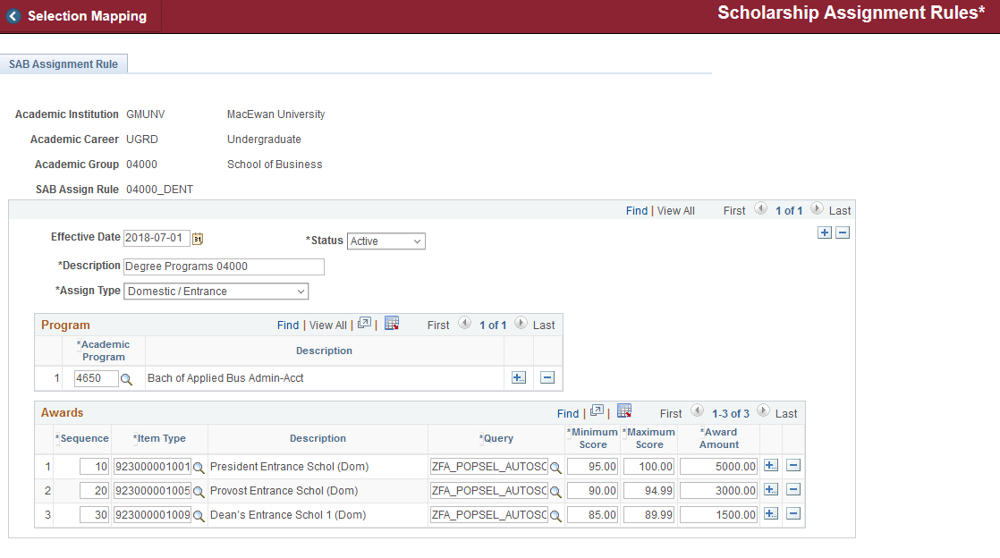 Selection Mapping
Scholarship Assignment Rules*
SAB Assignment Rule
Academic Institution GMUNV MacEwan University
Academic Career UGRD Undergraduate
Academic Group 04000 School of Business
SAB Assign Rule 04000_DENT
Find | View All First 1 of 1 Last
Effective Date 2018-07-01 31 *Status Active
*Description Degree Programs 04000
*Assign Type Domestic / Entrance
Program Find | View All | | First 1 of 1 Last
*Academic Program Description
1 4650 Bach of Applied Bus Admin-Acct
Awards Find | | First 1-3 of 3 Last
*Sequence *Item Type Description *Query *Minimum Score *Maximum Score *Award Amount
1 10 923000001001 President Entrance Schol (Dom) ZFA_POPSEL_AUTOSC 95.00 100.00 5000.00
2 20 923000001005 Provost Entrance Schol (Dom) ZFA_POPSEL_AUTOSC 90.00 94.99 3000.00
3 30 923000001009 Dean's Entrance Schol 1 (Dom) ZFA_POPSEL_AUTOSC 85.00 89.99 1500.00